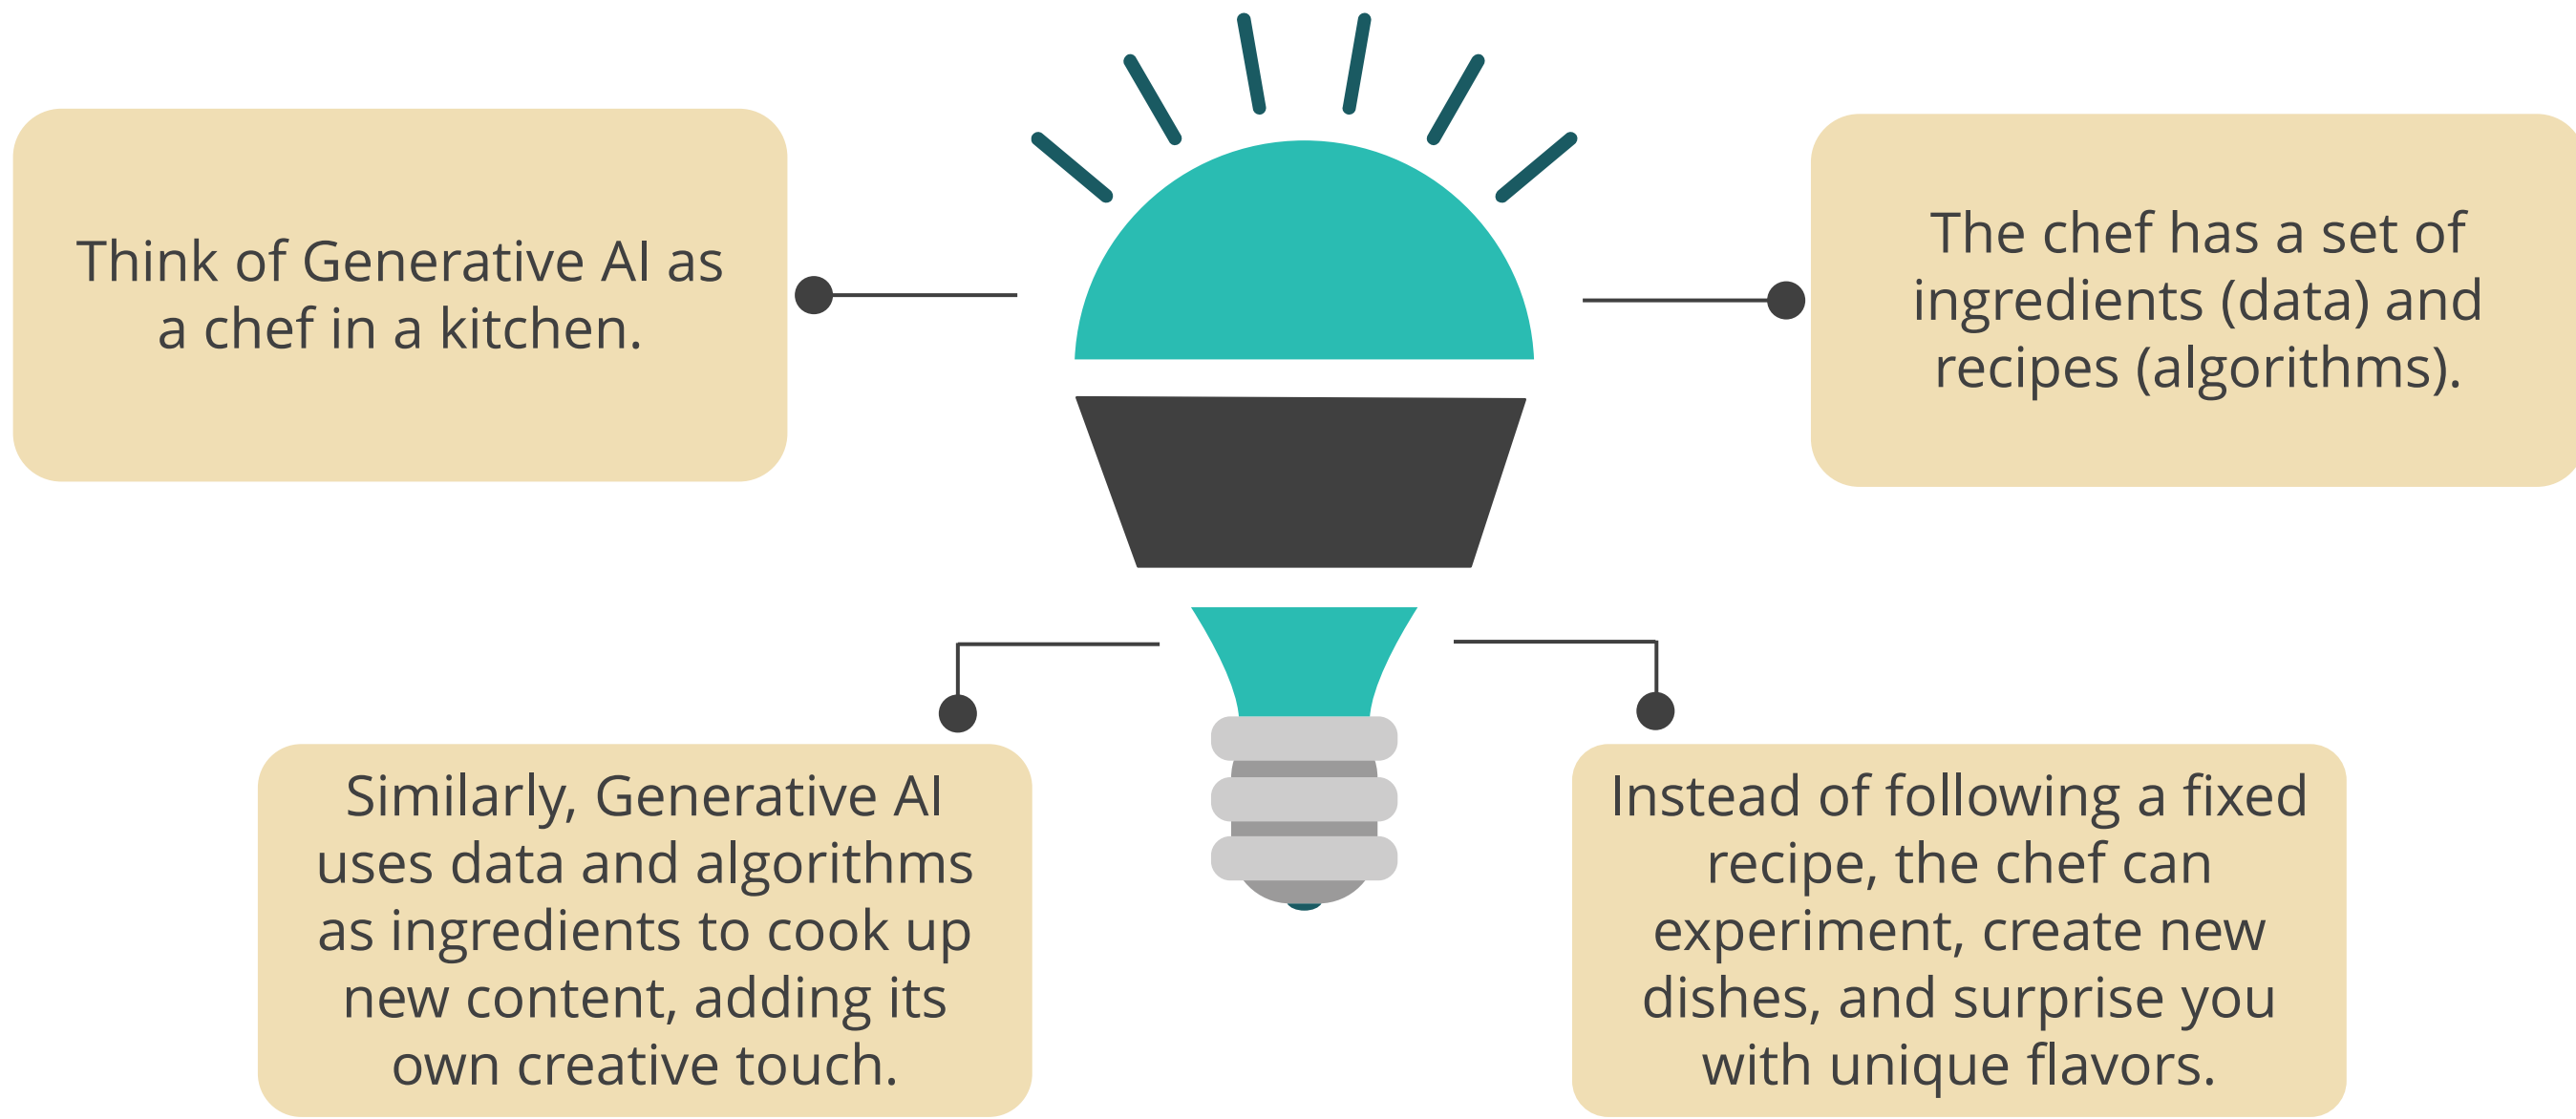 Think of Generative AI as
a chef in a kitchen.
The chef has a set of
ingredients (data) and
recipes (algorithms).
Instead of following a fixed
recipe, the chef can
experiment, create new
dishes, and surprise you
with unique flavors.
Similarly, Generative AI
uses data and algorithms
as ingredients to cook up
new content, adding its
own creative touch.